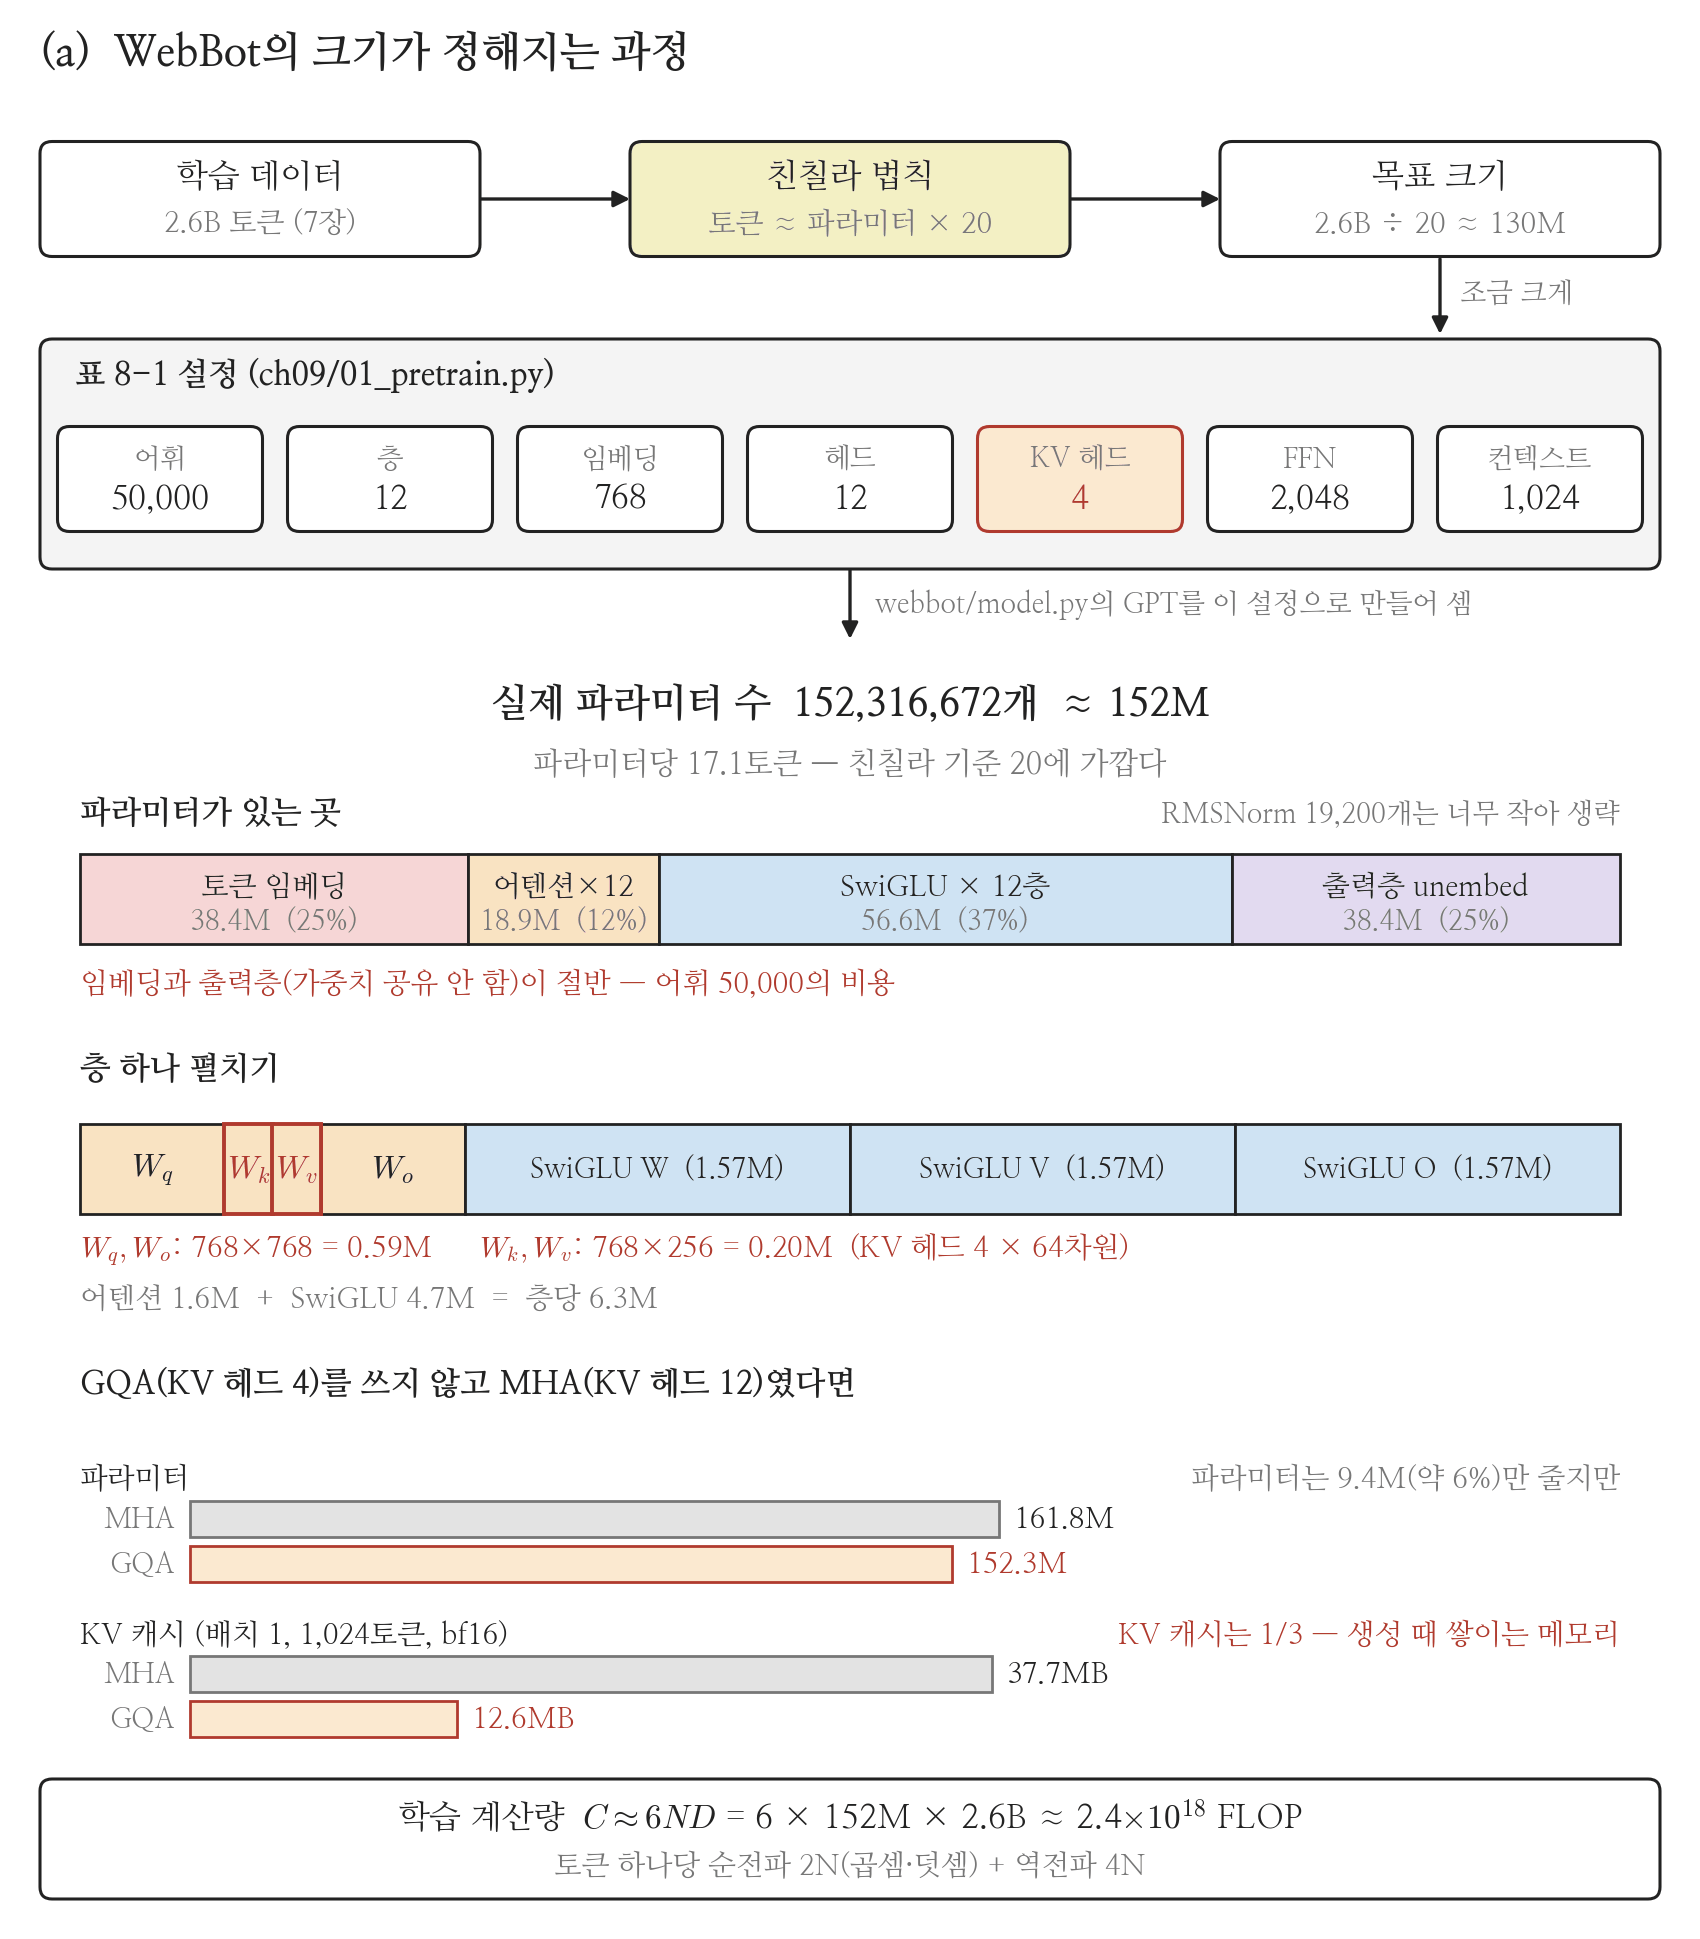 (a) WebBot의 크기가 정해지는 과정
학습 데이터
2.6B 토큰 (7장)
친칠라 법칙
토큰 ≈ 파라미터 × 20
목표 크기
2.6B ÷ 20 ≈ 130M
조금 크게
표 8−1 설정 (ch09/01_pretrain.py)
어휘
50,000
층
12
임베딩
768
헤드
12
KV 헤드
4
FFN
2,048
컨텍스트
1,024
webbot/model.py의 GPT를 이 설정으로 만들어 셈
실제 파라미터 수 152,316,672개 ≈ 152M
파라미터당 17.1토큰 — 친칠라 기준 20에 가깝다
파라미터가 있는 곳
RMSNorm 19,200개는 너무 작아 생략
토큰 임베딩
38.4M (25%)
어텐션×12
18.9M (12%)
SwiGLU × 12층
56.6M (37%)
출력층 unembed
38.4M (25%)
임베딩과 출력층(가중치 공유 안 함)이 절반 — 어휘 50,000의 비용
층 하나 펼치기
W_q
W_k
W_v
W_o
SwiGLU W (1.57M)
SwiGLU V (1.57M)
SwiGLU O (1.57M)
W_q, W_o: 768×768 = 0.59M W_k, W_v: 768×256 = 0.20M (KV 헤드 4 × 64차원)
어텐션 1.6M + SwiGLU 4.7M = 층당 6.3M
GQA(KV 헤드 4)를 쓰지 않고 MHA(KV 헤드 12)였다면
파라미터
파라미터는 9.4M(약 6%)만 줄지만
MHA
161.8M
GQA
152.3M
KV 캐시 (배치 1, 1,024토큰, bf16)
KV 캐시는 1/3 — 생성 때 쌓이는 메모리
MHA
37.7MB
GQA
12.6MB
학습 계산량 C≈6ND = 6 × 152M × 2.6B ≈ 2.4×10^18 FLOP
토큰 하나당 순전파 2N(곱셈·덧셈) + 역전파 4N